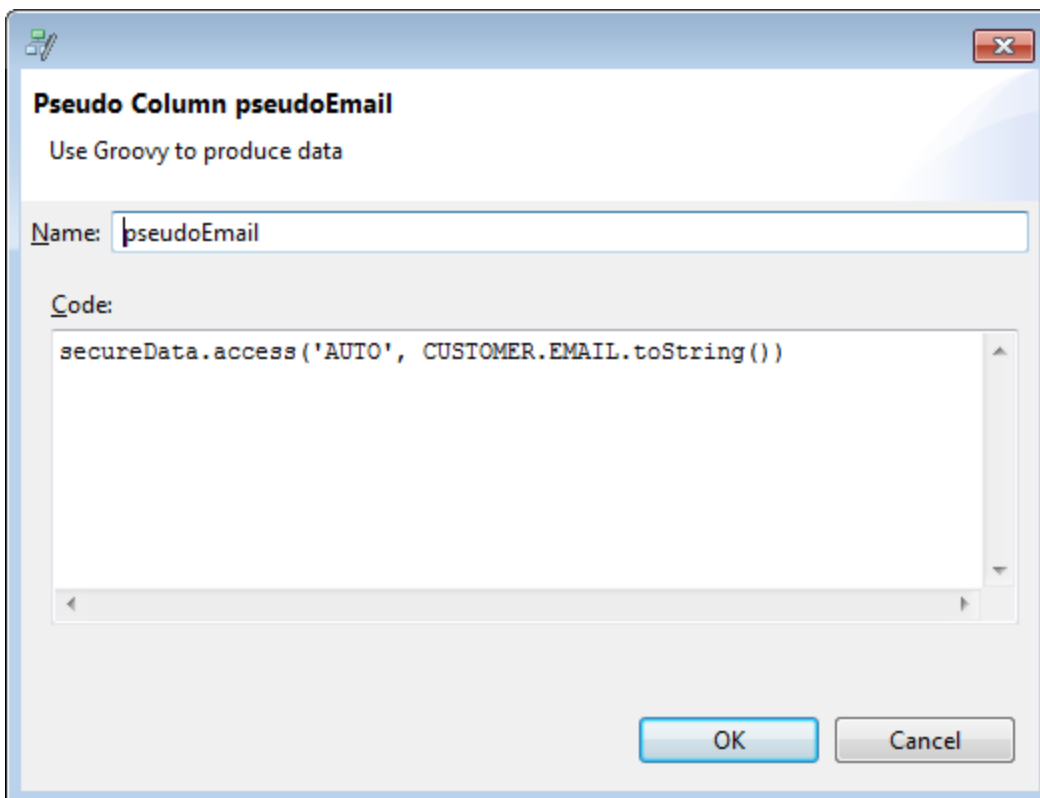 Pseudo Column pseudoEmail
Use Groovy to produce data
Name: pseudoEmail
Code:
secureData.access('AUTO', CUSTOMER.EMAIL.toString())
OK Cancel